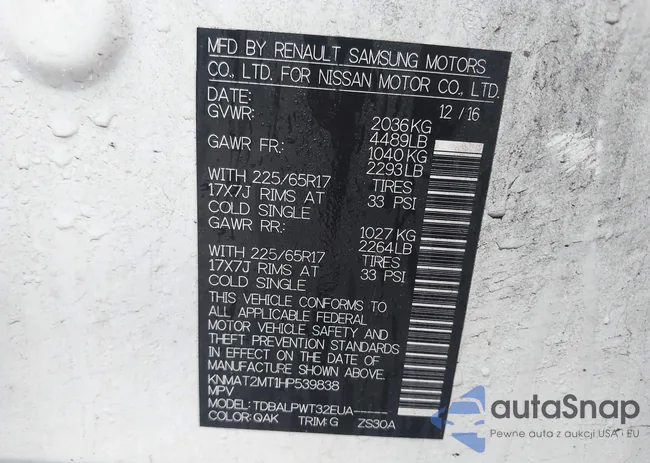 MFD BY RENAULT SAMSUNG MOTORS
CO., LTD. FOR NISSAN MOTOR CO., LTD.
DATE: 12 / 16
GVWR: 2036KG
4489LB
GAWR FR: 1040KG
2293LB
WITH 225/65R17 TIRES
17X7J RIMS AT 33 PSI
COLD SINGLE
GAWR RR: 1027 KG
2264LB
WITH 225/65R17 TIRES
17X7J RIMS AT 33 PSI
COLD SINGLE
THIS VEHICLE CONFORMS TO
ALL APPLICABLE FEDERAL
MOTOR VEHICLE SAFETY AND
THEFT PREVENTION STANDARDS
IN EFFECT ON THE DATE OF
MANUFACTURE SHOWN ABOVE.
KNMAT2MT1HP539838
MPV
MODEL: TDBALPWT32EUA-----
COLOR: QAK TRIM: G ZS30A
autoSnap
Pewne auta z aukcji USA i EU